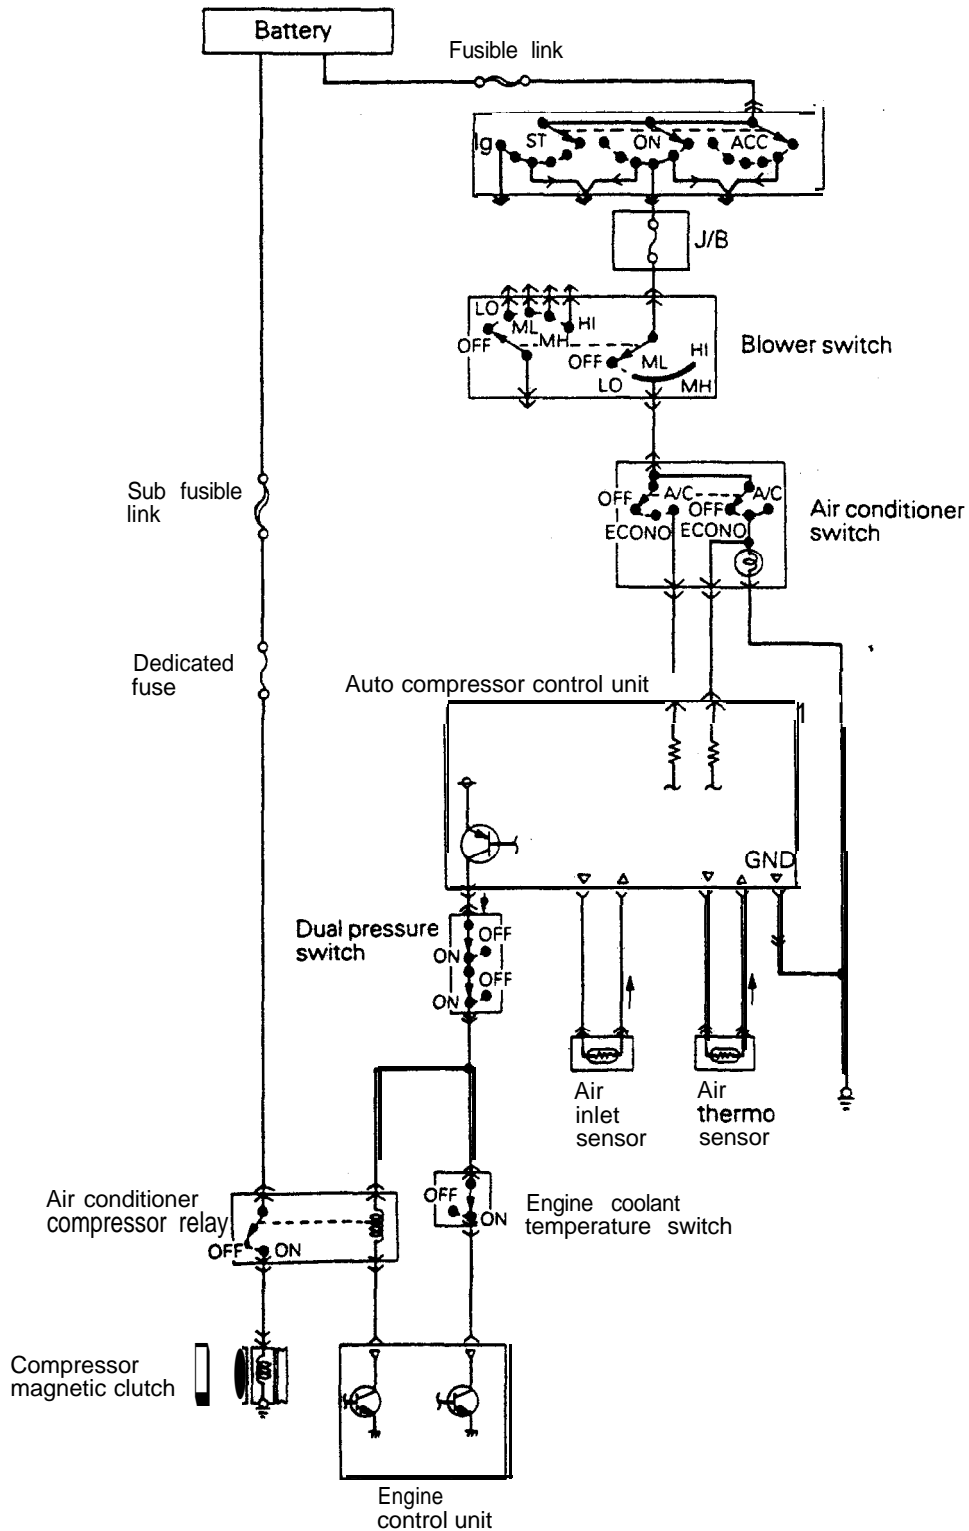 Battery
Fusible link
Ig
ST
ON
ACC
J/B
LO
ML
MH
HI
OFF
OFF
LO
ML
HI
MH
Blower switch
Sub fusible
link
OFF
A/C
ECONO
OFF
A/C
ECONO
Air conditioner
switch
Dedicated
fuse
Auto compressor control unit
GND
Dual pressure
switch
OFF
ON
OFF
ON
Air
inlet
sensor
Air
thermo
sensor
Air conditioner
compressor relay
OFF
ON
OFF
ON
Engine coolant
temperature switch
Compressor
magnetic clutch
Engine
control unit